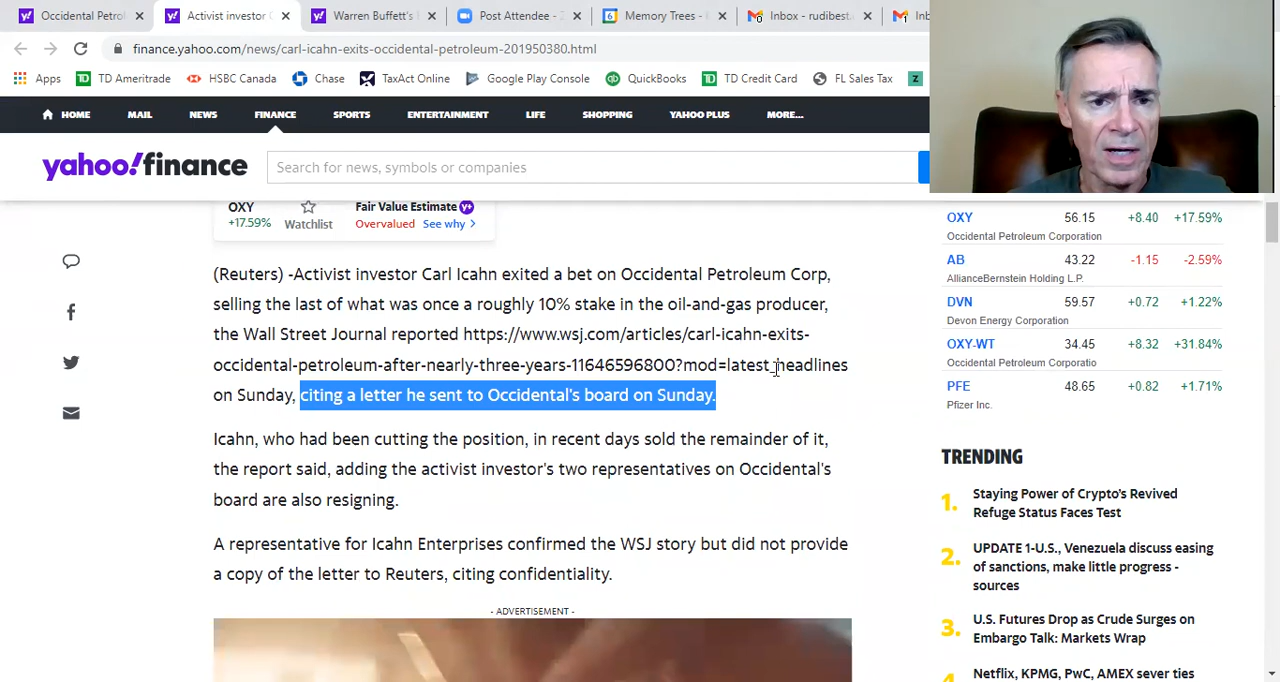 Occidental Petrol
Activist investor C
Warren Buffett's
Post Attendee - Z
Memory Trees -
Inbox - rudibest
Inb
finance.yahoo.com/news/carl-icahn-exits-occidental-petroleum-201950380.html
Apps
TD Ameritrade
HSBC Canada
Chase
TaxAct Online
Google Play Console
QuickBooks
TD Credit Card
FL Sales Tax
Z
HOME
MAIL
NEWS
FINANCE
SPORTS
ENTERTAINMENT
LIFE
SHOPPING
YAHOO PLUS
MORE...
yahoo!finance
Search for news, symbols or companies
OXY
+17.59%
Watchlist
Fair Value Estimate Y+
Overvalued See why
(Reuters) -Activist investor Carl Icahn exited a bet on Occidental Petroleum Corp,
selling the last of what was once a roughly 10% stake in the oil-and-gas producer,
the Wall Street Journal reported https://www.wsj.com/articles/carl-icahn-exits-
occidental-petroleum-after-nearly-three-years-11646596800?mod=latest_headlines
on Sunday, citing a letter he sent to Occidental's board on Sunday.
Icahn, who had been cutting the position, in recent days sold the remainder of it,
the report said, adding the activist investor's two representatives on Occidental's
board are also resigning.
A representative for Icahn Enterprises confirmed the WSJ story but did not provide
a copy of the letter to Reuters, citing confidentiality.
- ADVERTISEMENT -
OXY 56.15 +8.40 +17.59%
Occidental Petroleum Corporation
AB 43.22 -1.15 -2.59%
AllianceBernstein Holding L.P.
DVN 59.57 +0.72 +1.22%
Devon Energy Corporation
OXY-WT 34.45 +8.32 +31.84%
Occidental Petroleum Corporatio
PFE 48.65 +0.82 +1.71%
Pfizer Inc.
TRENDING
1. Staying Power of Crypto's Revived
Refuge Status Faces Test
2. UPDATE 1-U.S., Venezuela discuss easing
of sanctions, make little progress -
sources
3. U.S. Futures Drop as Crude Surges on
Embargo Talk: Markets Wrap
Netflix, KPMG, PwC, AMEX sever ties